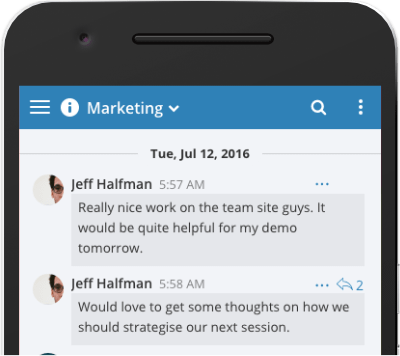 Marketing
Tue, Jul 12, 2016
Jeff Halfman 5:57 AM
Really nice work on the team site guys. It
would be quite helpful for my demo
tomorrow.
Jeff Halfman 5:58 AM 2
Would love to get some thoughts on how we
should strategise our next session.